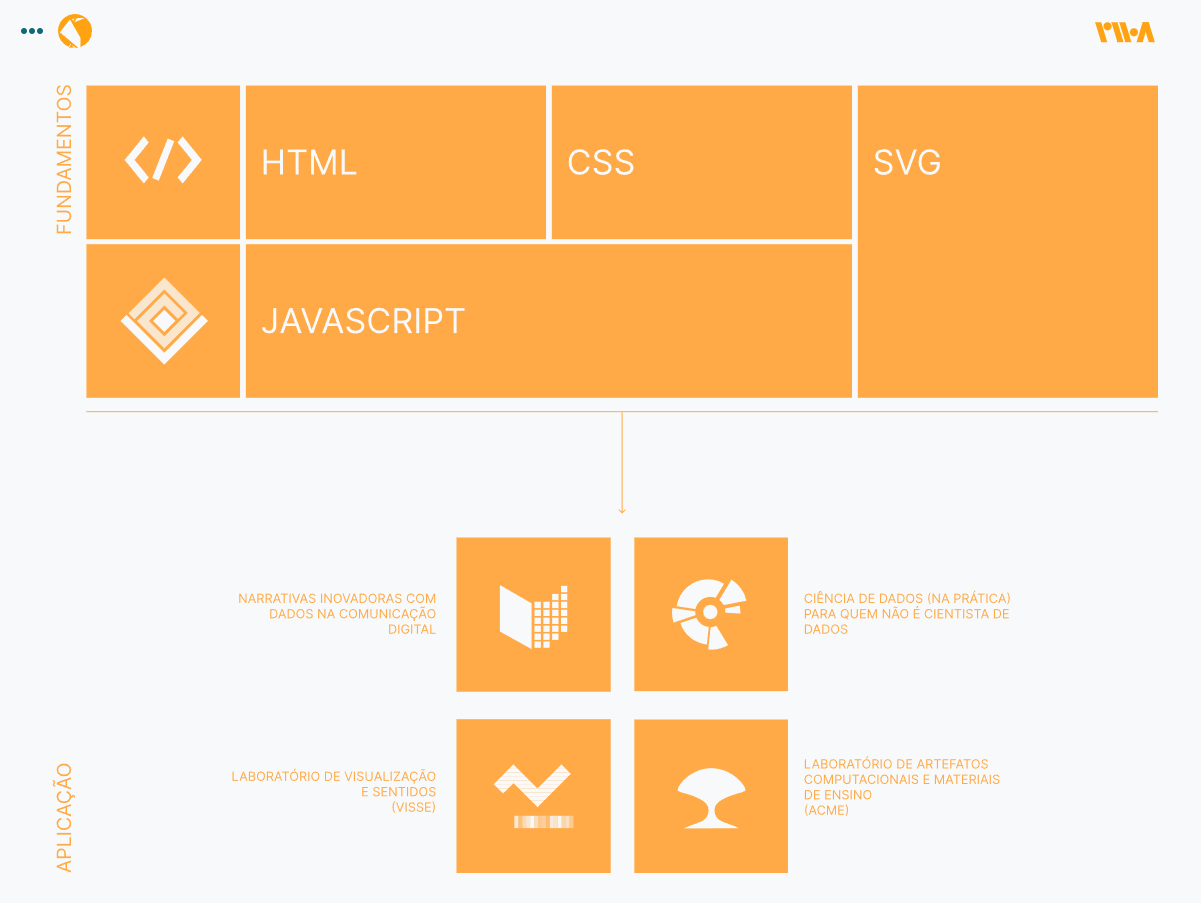 FUNDAMENTOS
HTML
CSS
SVG
JAVASCRIPT
NARRATIVAS INOVADORAS COM
DADOS NA COMUNICAÇÃO
DIGITAL
CIÊNCIA DE DADOS (NA PRÁTICA)
PARA QUEM NÃO É CIENTISTA DE
DADOS
APLICAÇÃO
LABORATÓRIO DE VISUALIZAÇÃO
E SENTIDOS
(VISSE)
LABORATÓRIO DE ARTEFATOS
COMPUTACIONAIS E MATERIAIS
DE ENSINO
(ACME)